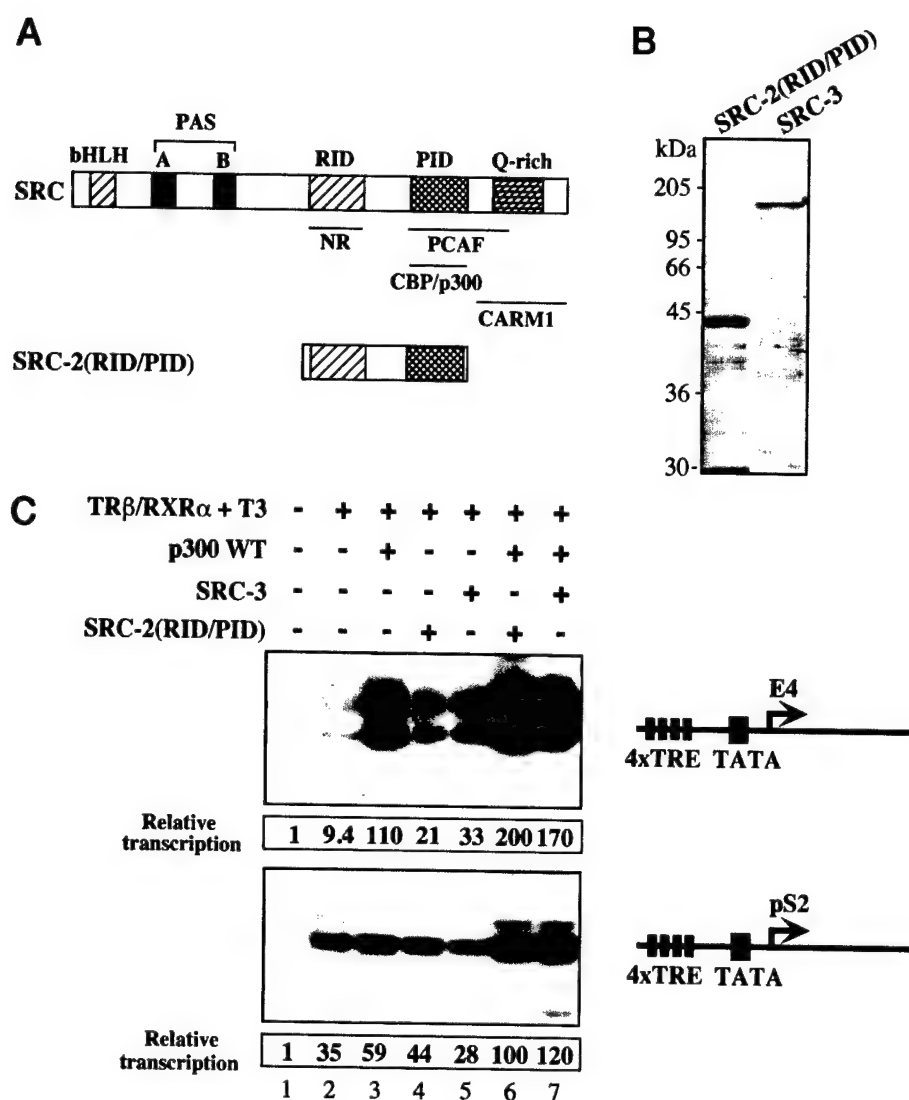 A
PAS
bHLH A B RID PID Q-rich
SRC
NR PCAF
CBP/p300
CARM1
SRC-2(RID/PID)
B
SRC-2(RID/PID)
SRC-3
kDa
205-
95-
66-
45-
36-
30-
C
TRβ/RXRα + T3 - + + + + + +
p300 WT - - + - - + +
SRC-3 - - - - + - +
SRC-2(RID/PID) - - - + - + -
E4
4xTRE TATA
Relative
transcription
1 9.4 110 21 33 200 170
pS2
4xTRE TATA
Relative
transcription
1 35 59 44 28 100 120
1 2 3 4 5 6 7